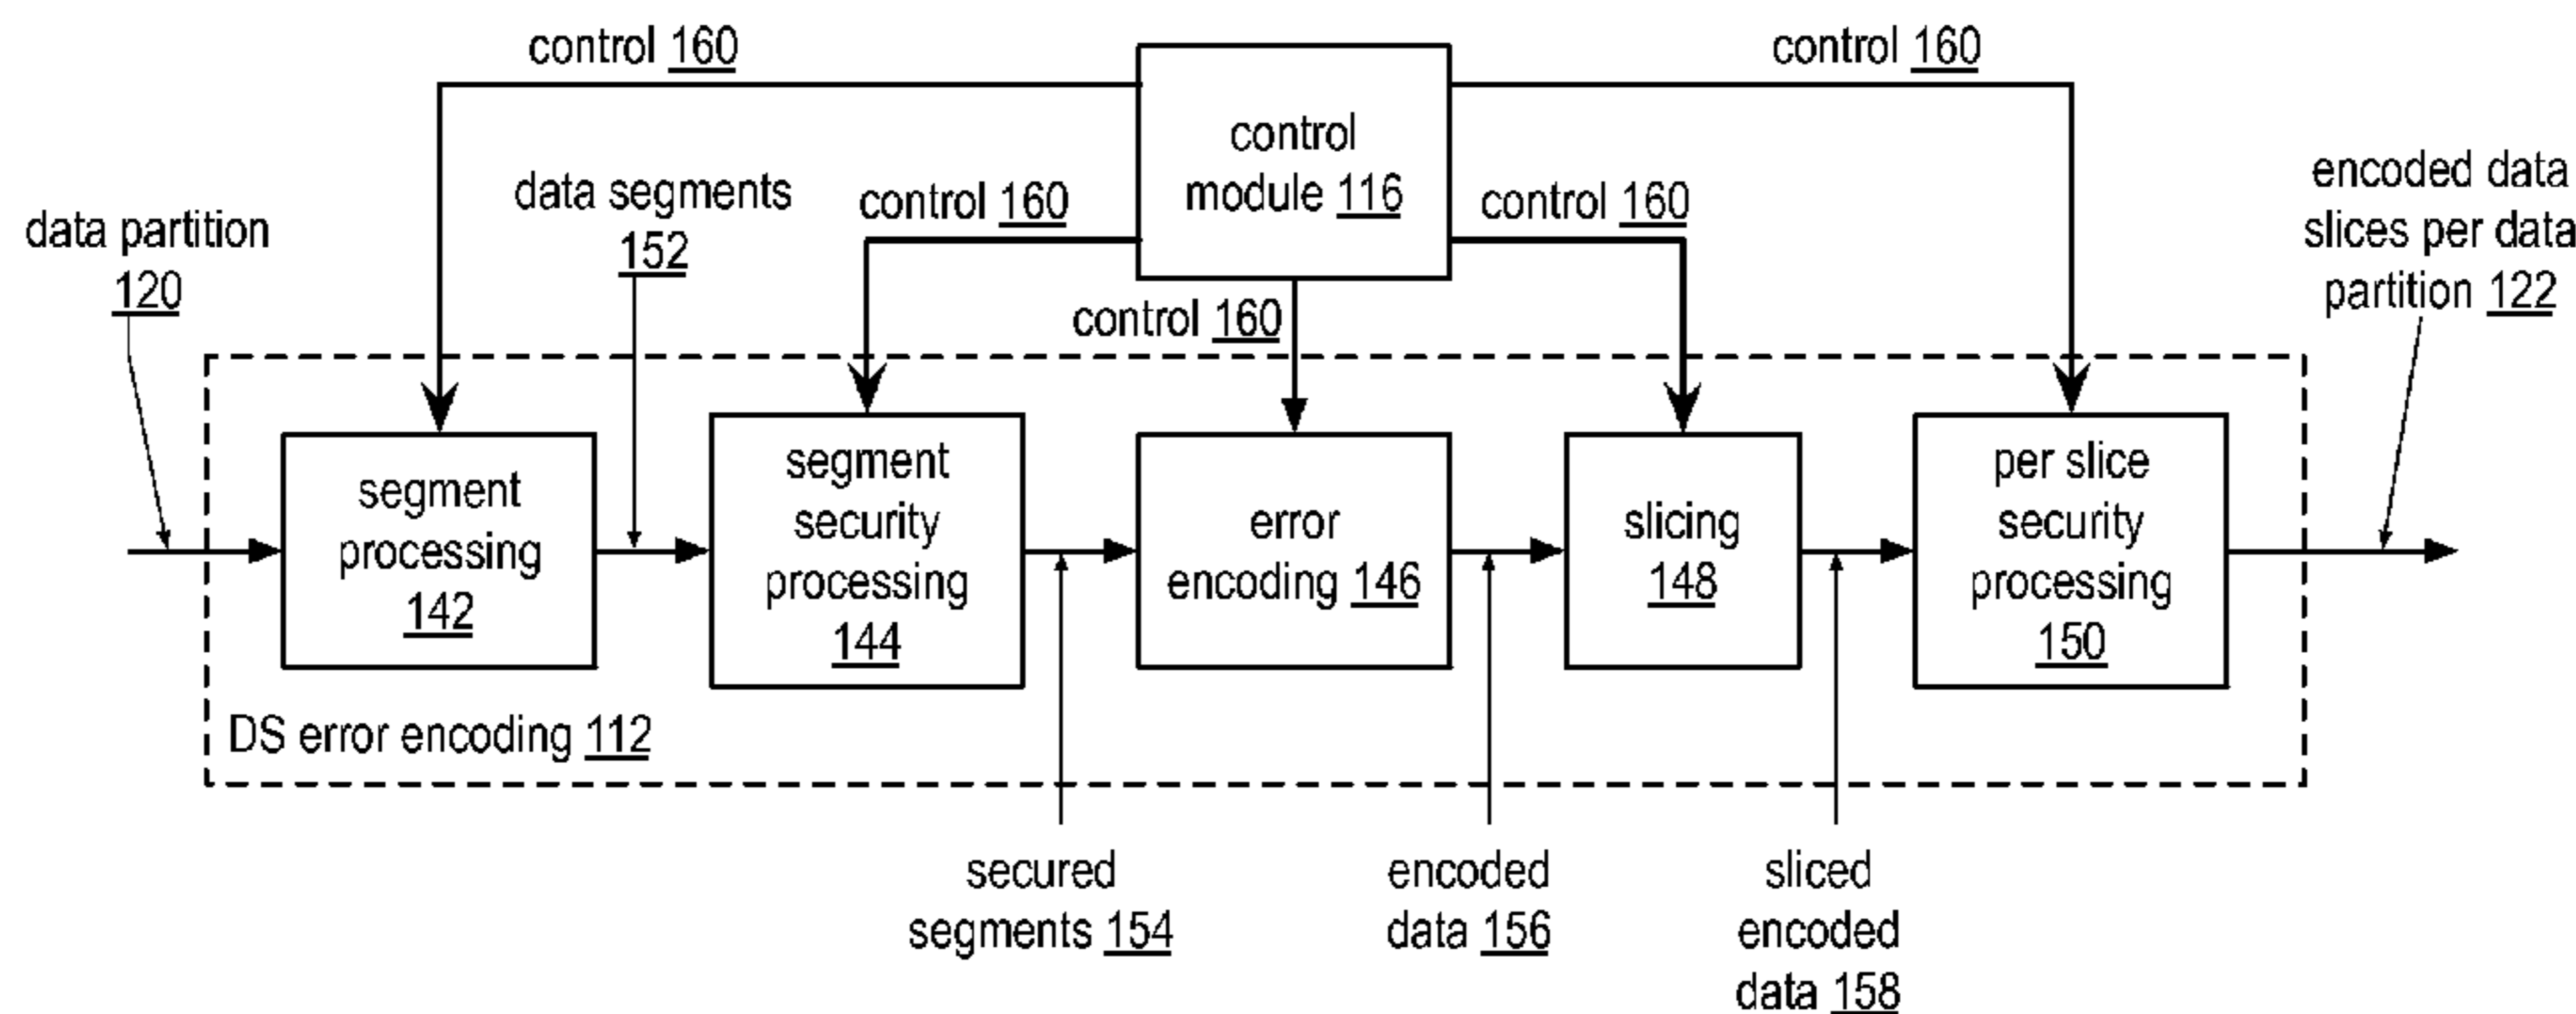 control 160
control 160
control
module 116
data segments
152
control 160
control 160
encoded data
slices per data
partition 122
data partition
120
control 160
segment
processing
142
segment
security
processing
144
error
encoding 146
slicing
148
per slice
security
processing
150
DS error encoding 112
secured
segments 154
encoded
data 156
sliced
encoded
data 158